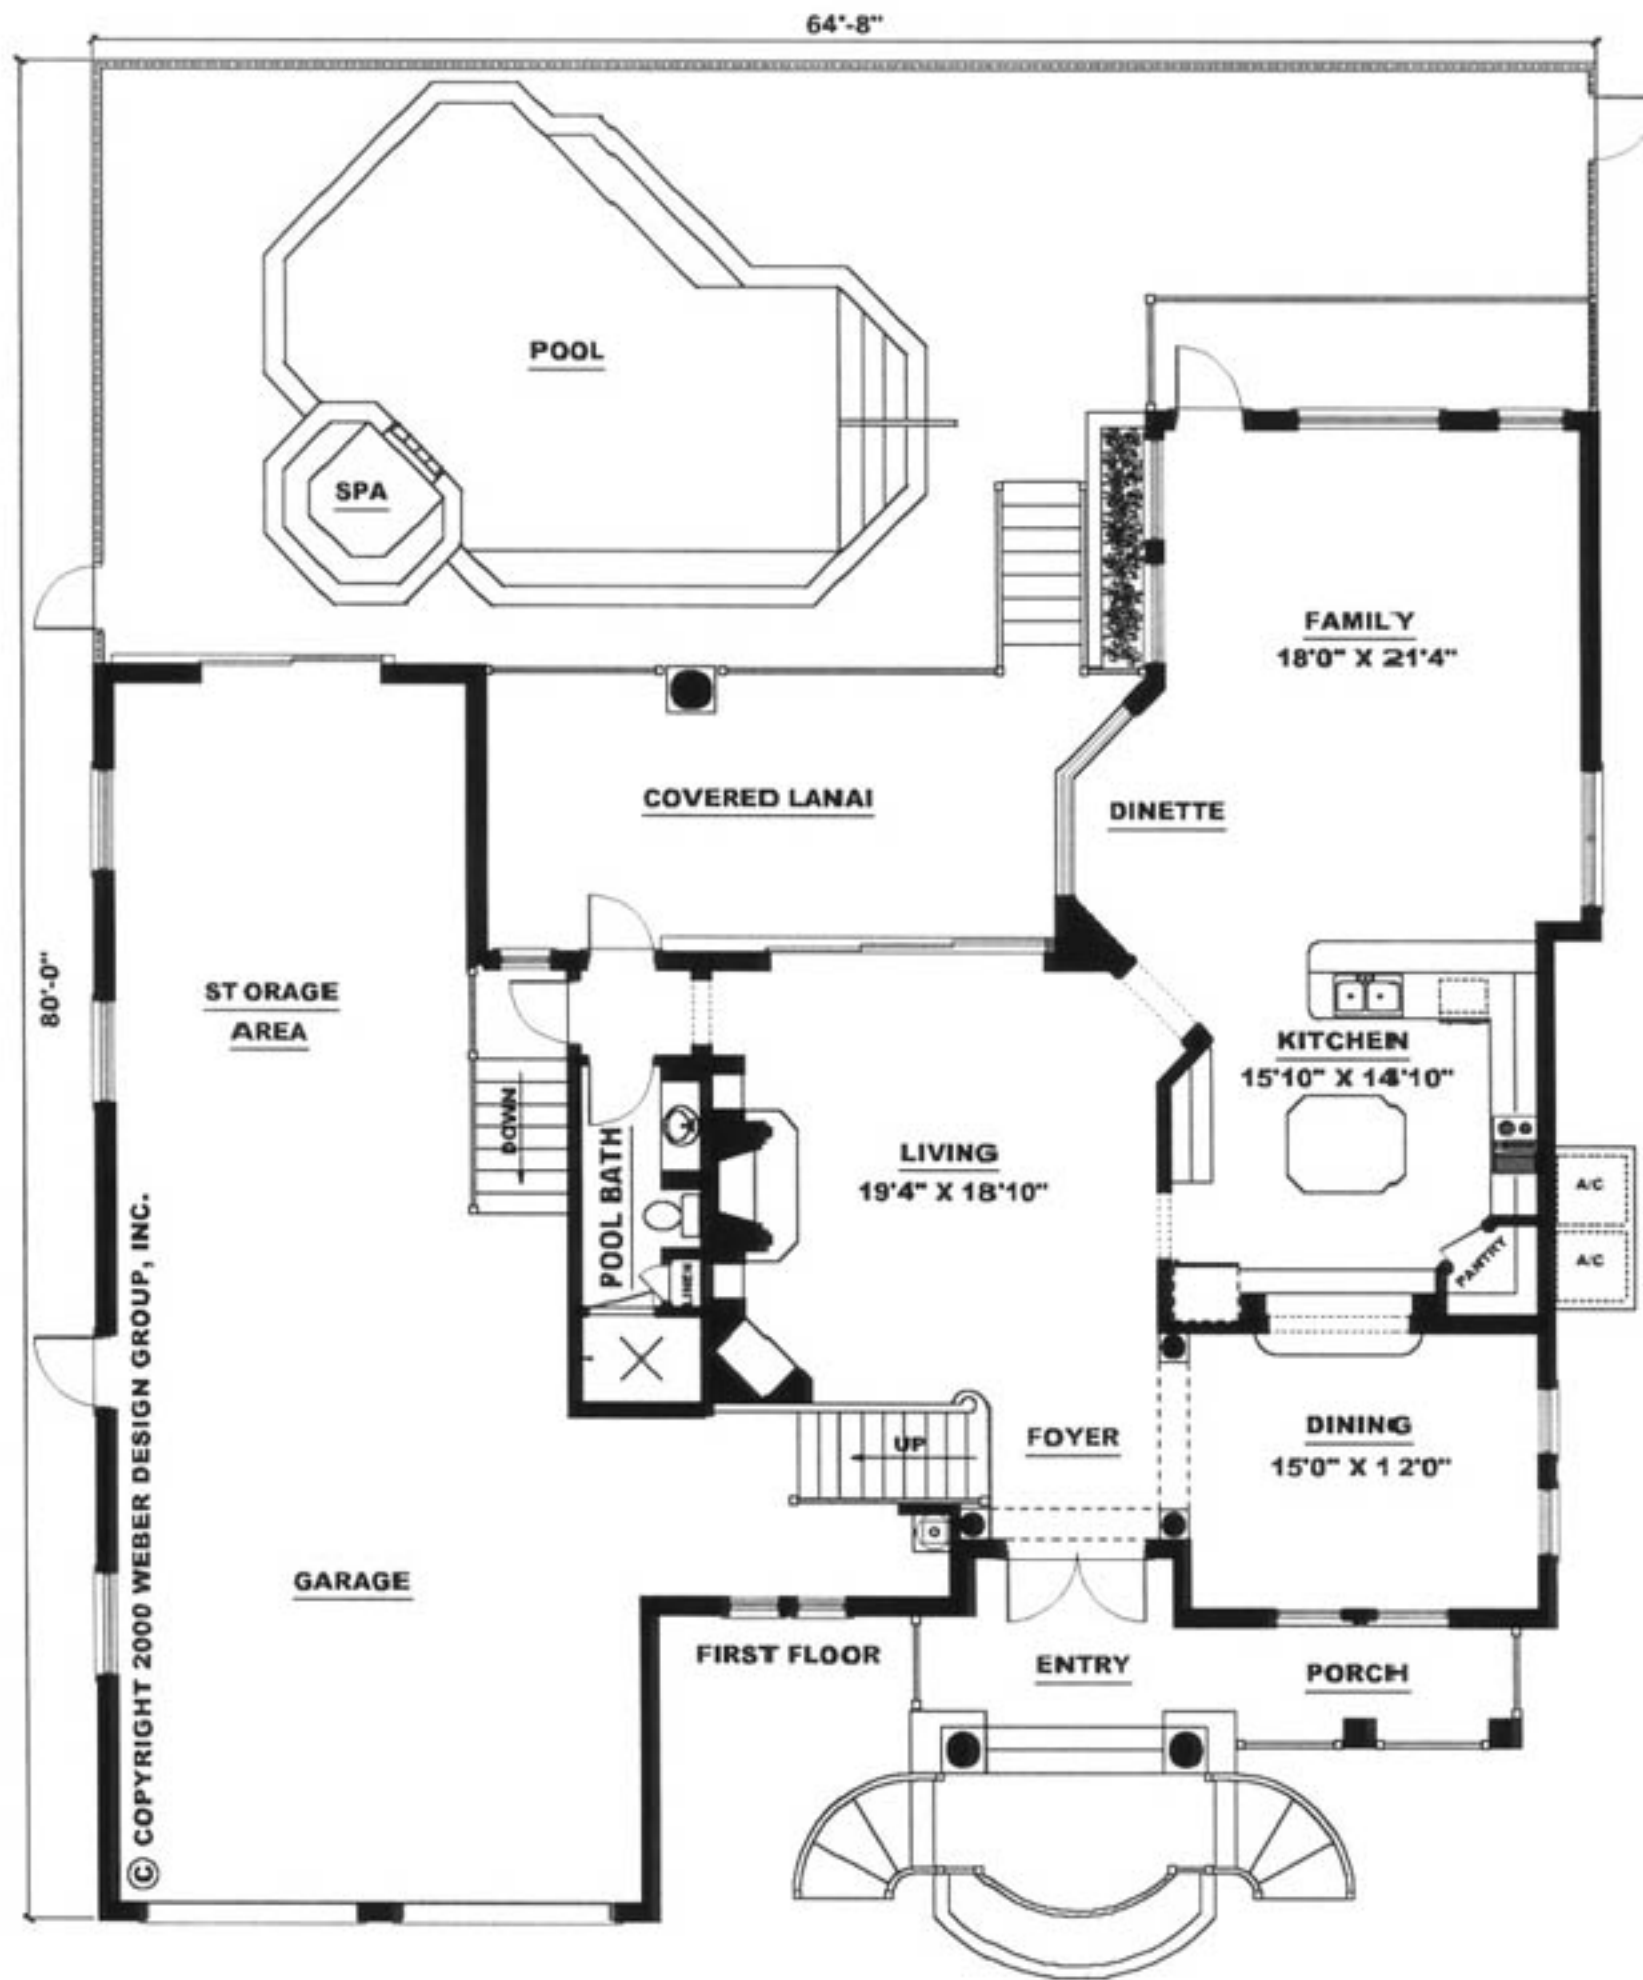 64'-8"
POOL
SPA
FAMILY
18'0" X 21'4"
COVERED LANAI
DINETTE
80'-0"
STORAGE
AREA
KITCHEN
15'10" X 14'10"
DOWN
POOL BATH
LIVING
19'4" X 18'10"
A/C
A/C
PANTRY
LINEN
UP
FOYER
DINING
15'0" X 12'0"
GARAGE
FIRST FLOOR
ENTRY
PORCH
© COPYRIGHT 2000 WEBER DESIGN GROUP, INC.